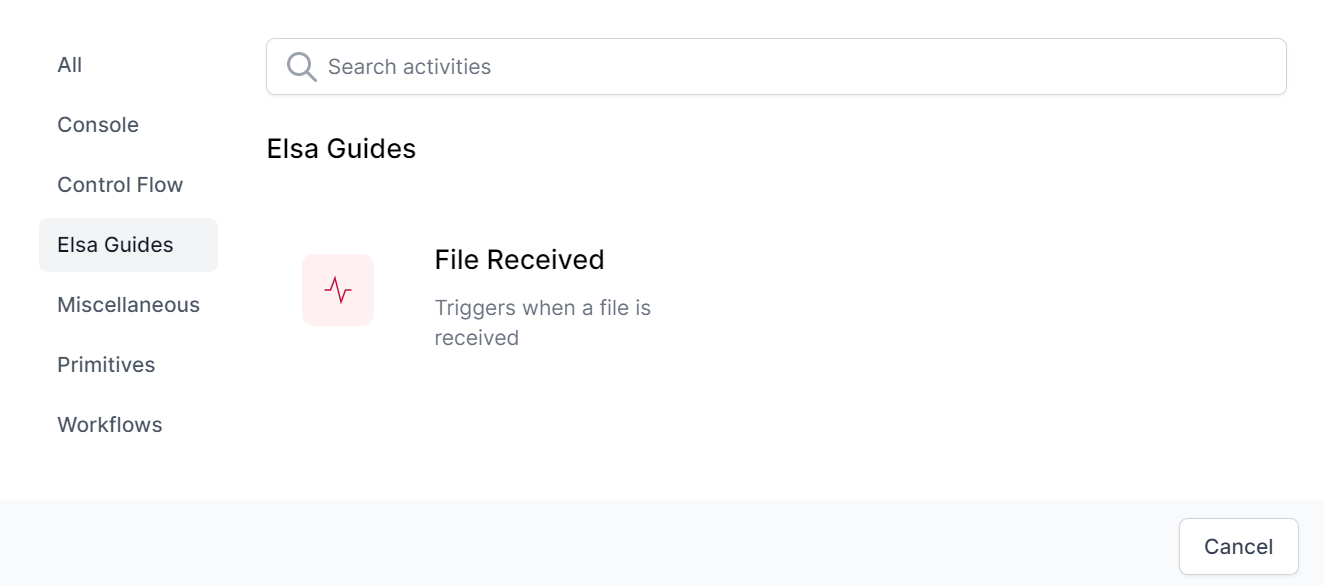 All
Console
Control Flow
Elsa Guides
Miscellaneous
Primitives
Workflows
Search activities
Elsa Guides
File Received
Triggers when a file is
received
Cancel